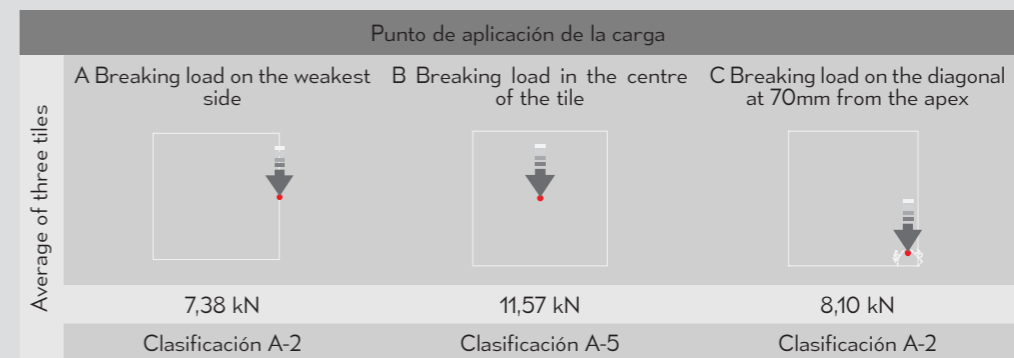 Punto de aplicación de la carga
Average of three tiles
A Breaking load on the weakest
side
B Breaking load in the centre
of the tile
C Breaking load on the diagonal
at 70mm from the apex
7,38 kN
11,57 kN
8,10 kN
Clasificación A-2
Clasificación A-5
Clasificación A-2